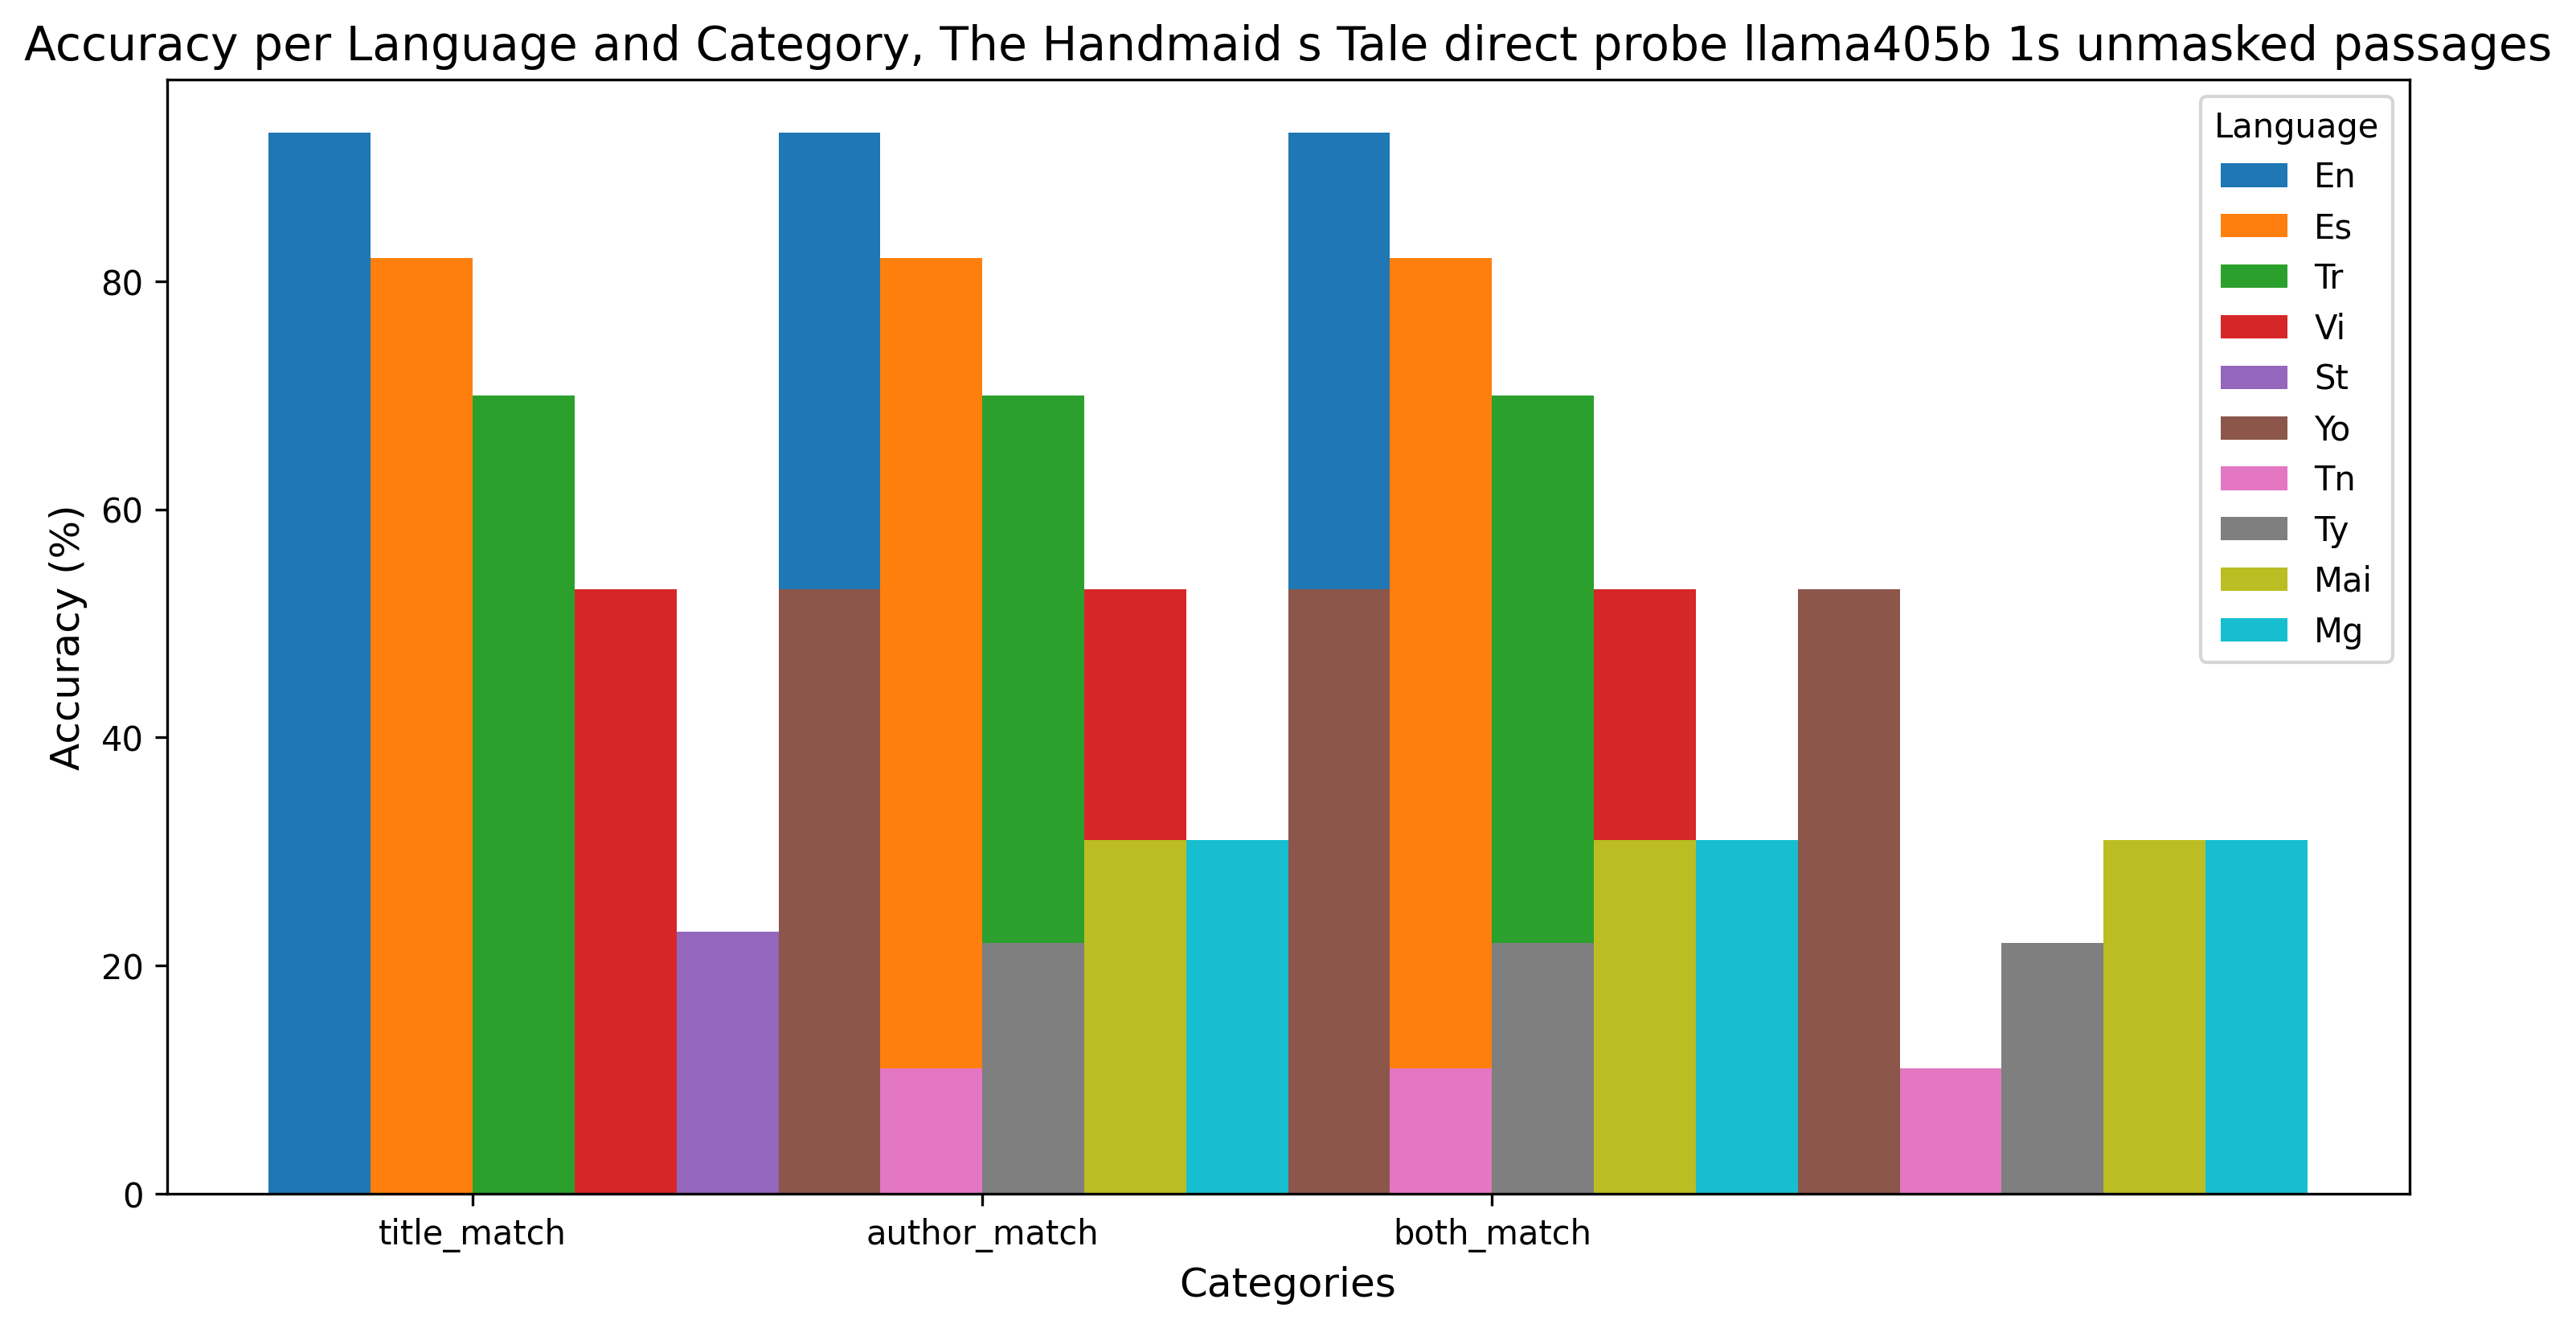 Accuracy per Language and Category, The Handmaid s Tale direct probe llama405b 1s unmasked passages
Language
En
Es
Tr
Vi
St
Yo
Tn
Ty
Mai
Mg
Accuracy (%)
80
60
40
20
0
title_match
author_match
both_match
Categories